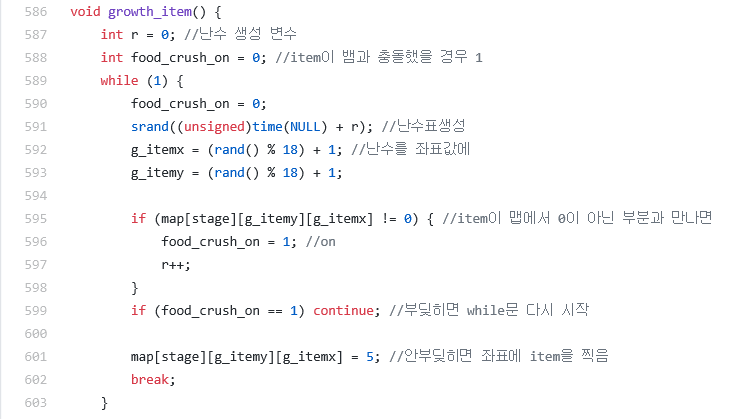 586 void growth_item() {
587 int r = 0; //난수 생성 변수
588 int food_crush_on = 0; //item이 뱀과 충돌했을 경우 1
589 while (1) {
590 food_crush_on = 0;
591 srand((unsigned)time(NULL) + r); //난수표생성
592 g_itemx = (rand() % 18) + 1; //난수를 좌표값에
593 g_itemy = (rand() % 18) + 1;
594
595 if (map[stage][g_itemy][g_itemx] != 0) { //item이 맵에서 0이 아닌 부분과 만나면
596 food_crush_on = 1; //on
597 r++;
598 }
599 if (food_crush_on == 1) continue; //부딪히면 while문 다시 시작
600
601 map[stage][g_itemy][g_itemx] = 5; //안부딪히면 좌표에 item을 찍음
602 break;
603 }